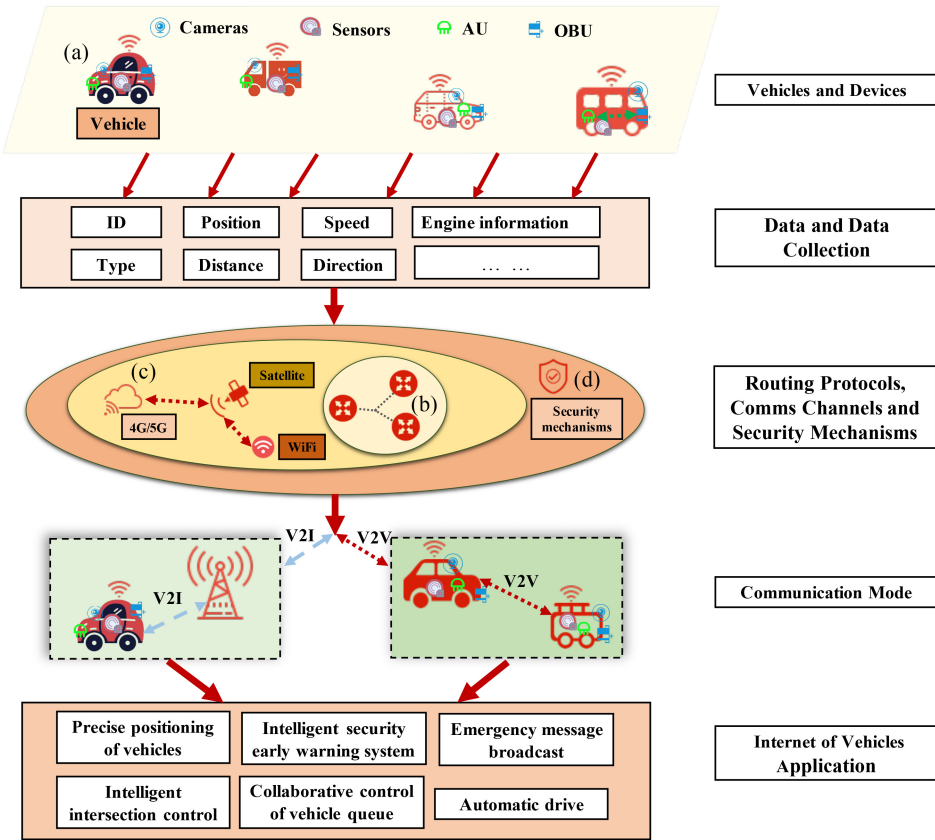 (a)
Cameras
Sensors
AU
OBU
Vehicle
Vehicles and Devices
ID
Position
Speed
Engine information
Type
Distance
Direction
... ...
Data and Data
Collection
(c)
Satellite
4G/5G
WiFi
(b)
(d)
Security
mechanisms
Routing Protocols,
Comms Channels and
Security Mechanisms
V2I
V2V
V2I
V2V
Communication Mode
Precise positioning
of vehicles
Intelligent security
early warning system
Emergency message
broadcast
Intelligent
intersection control
Collaborative control
of vehicle queue
Automatic drive
Internet of Vehicles
Application